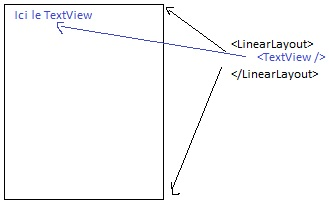 Ici le TextView
<LinearLayout>
<TextView />
</LinearLayout>